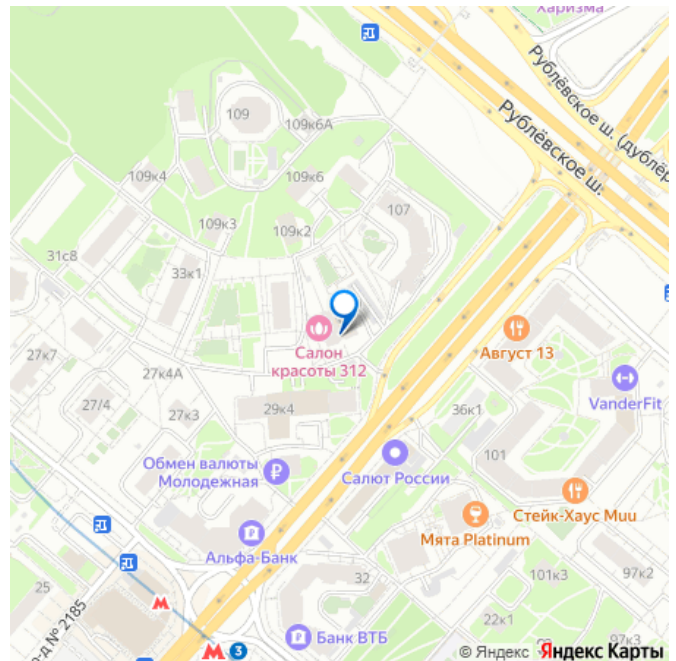 Харизма
Рублёвское ш. (дублёр
Рублёвское ш.
109
109к6А
109к4
109к6
107
109к3
109к2
31с8
33к1
Салон
красоты 312
Август 13
27к7
27к4А
VanderFit
27/4
27к3
29к4
36к1
101
Обмен валюты
Молодежная
Салют России
Стейк-Хаус Muu
Мята Platinum
Альфа-Банк
25
32
101к3
97к2
р-д № 2185
22к1
Банк ВТБ
97к3
3
© Яндекс Яндекс Карты